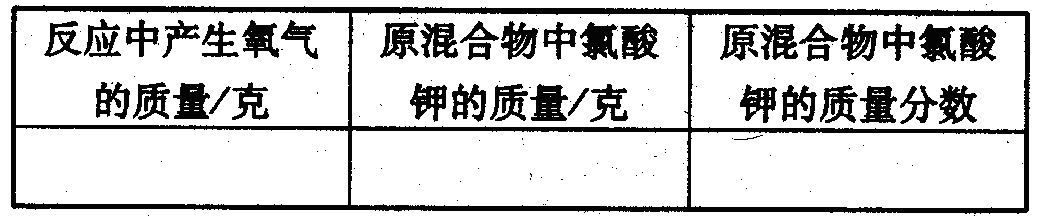 反应中产生氧气
的质量/克
原混合物中氯酸
钾的质量/克
原混合物中氯酸
钾的质量分数